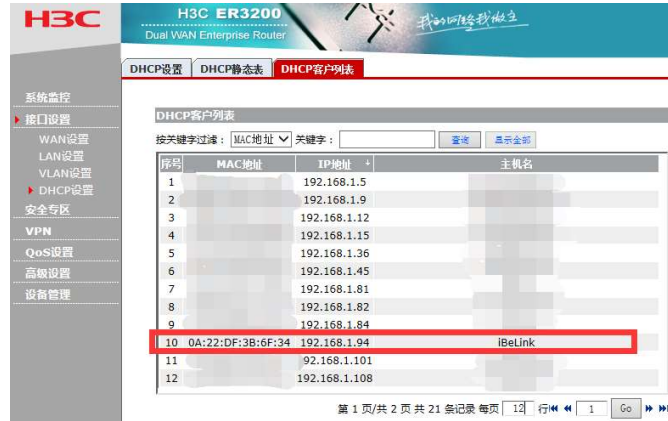 H3C
H3C ER3200
Dual WAN Enterprise Router
我的网络我做主
DHCP设置 DHCP静态表 DHCP客户列表
系统监控
接口设置
WAN设置
LAN设置
VLAN设置
DHCP设置
安全专区
VPN
QoS设置
高级设置
设备管理
DHCP客户列表
按关键字过滤： MAC地址 关键字： 查询 显示全部
序号 MAC地址 IP地址 主机名
1 192.168.1.5
2 192.168.1.9
3 192.168.1.12
4 192.168.1.15
5 192.168.1.36
6 192.168.1.45
7 192.168.1.81
8 192.168.1.82
9 192.168.1.84
10 0A:22:DF:3B:6F:34 192.168.1.94 iBeLink
11 92.168.1.101
12 192.168.1.108
第 1 页/共 2 页 共 21 条记录 每页 12 行 1 Go